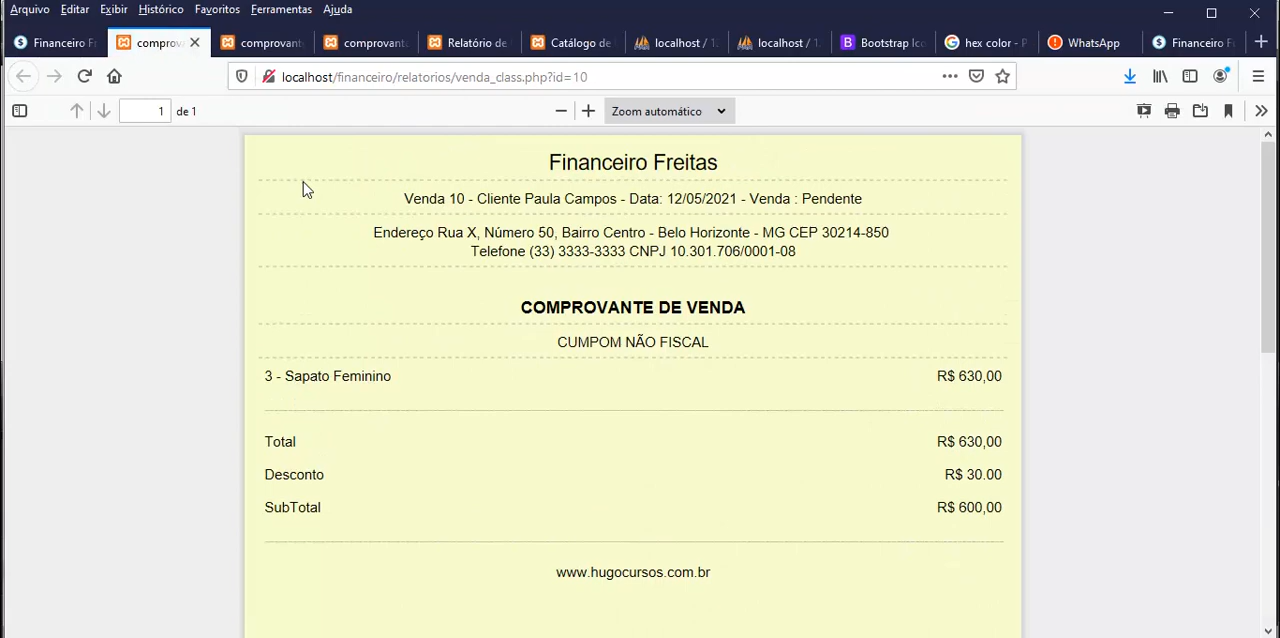 Arquivo Editar Exibir Histórico Favoritos Ferramentas Ajuda
Financeiro F comprova comprovant comprovant Relatório de Catálogo de localhost / 12 localhost / 1 Bootstrap Ico hex color - P WhatsApp Financeiro F
localhost/financeiro/relatorios/venda_class.php?id=10
1 de 1 Zoom automático
Financeiro Freitas
Venda 10 - Cliente Paula Campos - Data: 12/05/2021 - Venda : Pendente
Endereço Rua X, Número 50, Bairro Centro - Belo Horizonte - MG CEP 30214-850
Telefone (33) 3333-3333 CNPJ 10.301.706/0001-08
COMPROVANTE DE VENDA
CUMPOM NÃO FISCAL
3 - Sapato Feminino R$ 630,00
Total R$ 630,00
Desconto R$ 30.00
SubTotal R$ 600,00
www.hugocursos.com.br